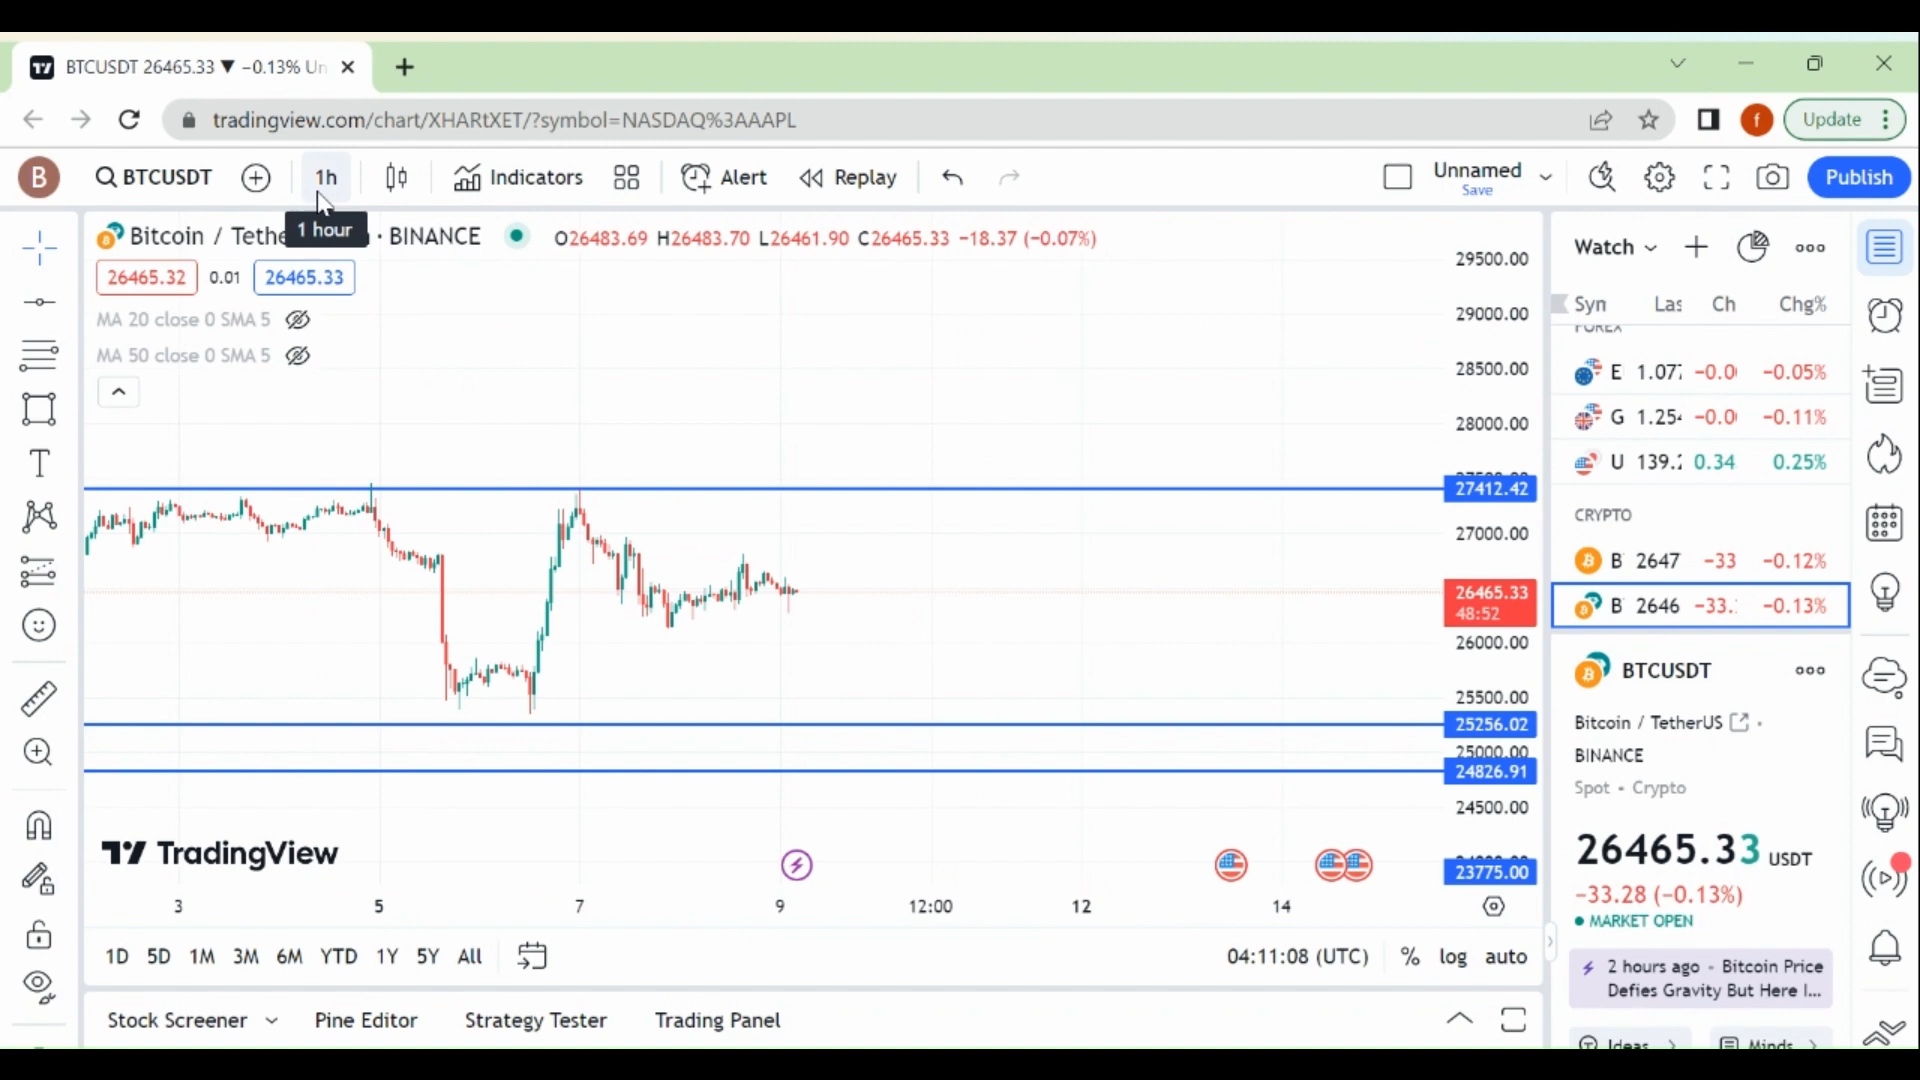 BTCUSDT 26465.33 ▼ −0.13% Un
tradingview.com/chart/XHARtXET/?symbol=NASDAQ%3AAAPL
f
Update
B
BTCUSDT
1h
Indicators
Alert
Replay
Unnamed
Save
Publish
1 hour
Bitcoin / Tethe · BINANCE
O26483.69 H26483.70 L26461.90 C26465.33 −18.37 (−0.07%)
26465.32 0.01 26465.33
MA 20 close 0 SMA 5
MA 50 close 0 SMA 5
29500.00
29000.00
28500.00
28000.00
27412.42
27000.00
26465.33
48:52
26000.00
25500.00
25256.02
25000.00
24826.91
24500.00
23775.00
TradingView
3 5 7 9 12:00 12 14
1D 5D 1M 3M 6M YTD 1Y 5Y All
04:11:08 (UTC) % log auto
Stock Screener Pine Editor Strategy Tester Trading Panel
Watch
Syn Las Ch Chg%
FOREX
E 1.077 −0.0 −0.05%
G 1.254 −0.0 −0.11%
U 139.2 0.34 0.25%
CRYPTO
B 2647 −33 −0.12%
B 2646 −33. −0.13%
BTCUSDT
Bitcoin / TetherUS
BINANCE
Spot • Crypto
26465.33 USDT
−33.28 (−0.13%)
MARKET OPEN
2 hours ago • Bitcoin Price
Defies Gravity But Here I...
Ideas Minds